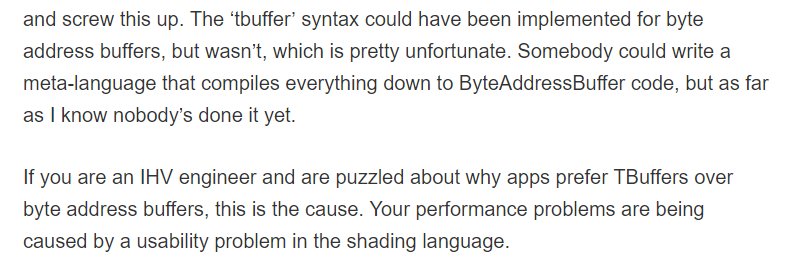 and screw this up. The ‘tbuffer’ syntax could have been implemented for byte
address buffers, but wasn’t, which is pretty unfortunate. Somebody could write a
meta-language that compiles everything down to ByteAddressBuffer code, but as far
as I know nobody’s done it yet.
If you are an IHV engineer and are puzzled about why apps prefer TBuffers over
byte address buffers, this is the cause. Your performance problems are being
caused by a usability problem in the shading language.